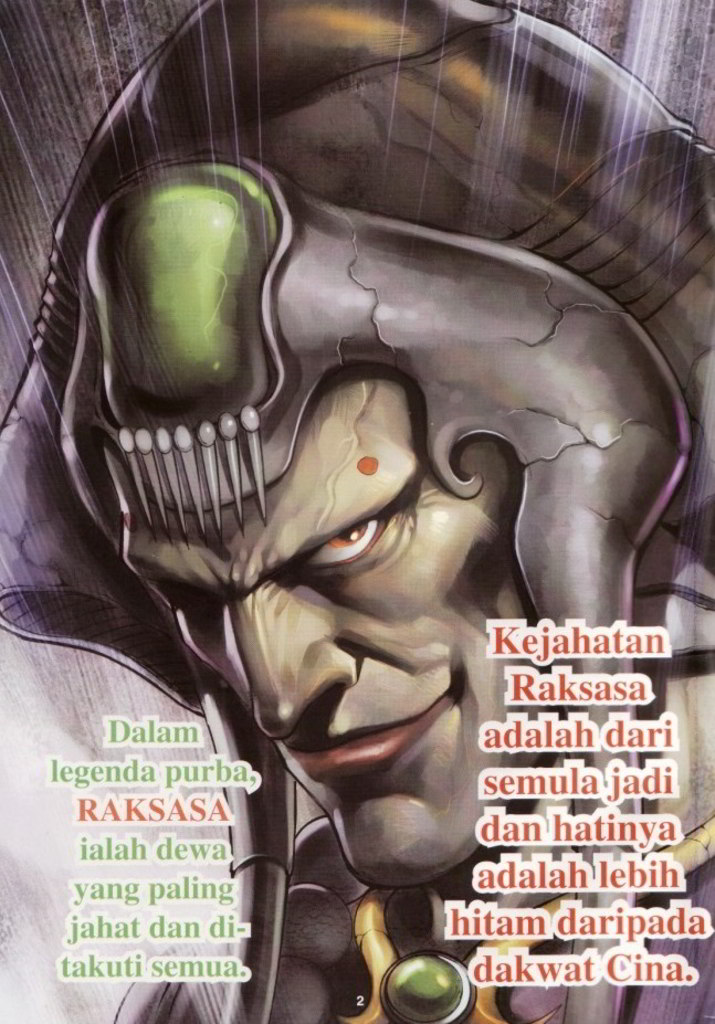 Dalam
legenda purba,
RAKSASA
ialah dewa
yang paling
jahat dan di-
takuti semua.
Kejahatan
Raksasa
adalah dari
semula jadi
dan hatinya
adalah lebih
hitam daripada
dakwat Cina.
2